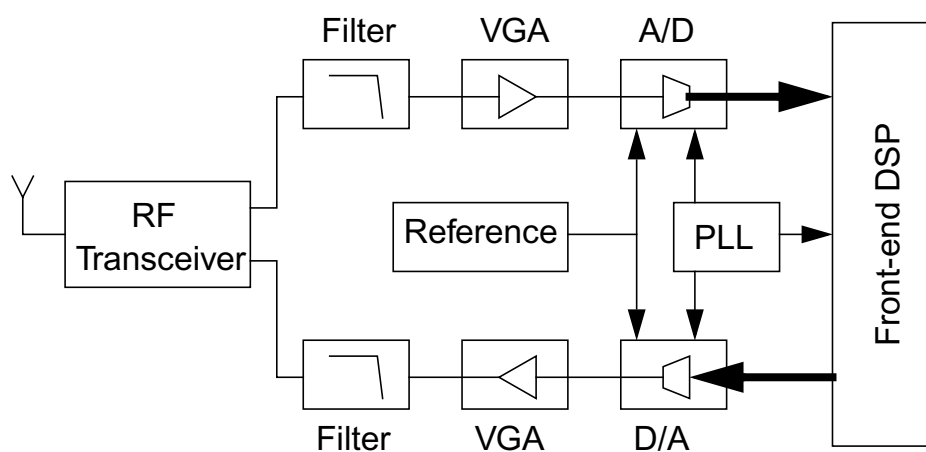 Filter
VGA
A/D
RF
Transceiver
Reference
PLL
Front-end DSP
Filter
VGA
D/A